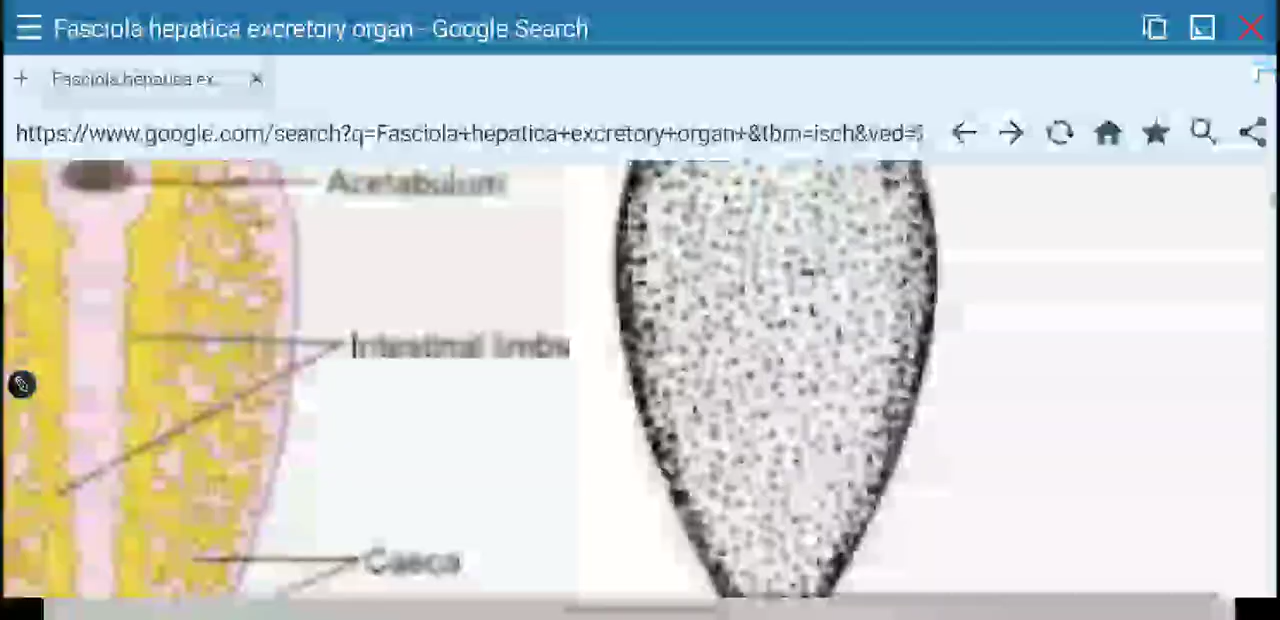 Fasciola hepatica excretory organ - Google Search
Fasciola hepatica ex...
https://www.google.com/search?q=Fasciola+hepatica+excretory+organ+&tbm=isch&ved=
Acetabulum
Intestinal limbs
Caeca